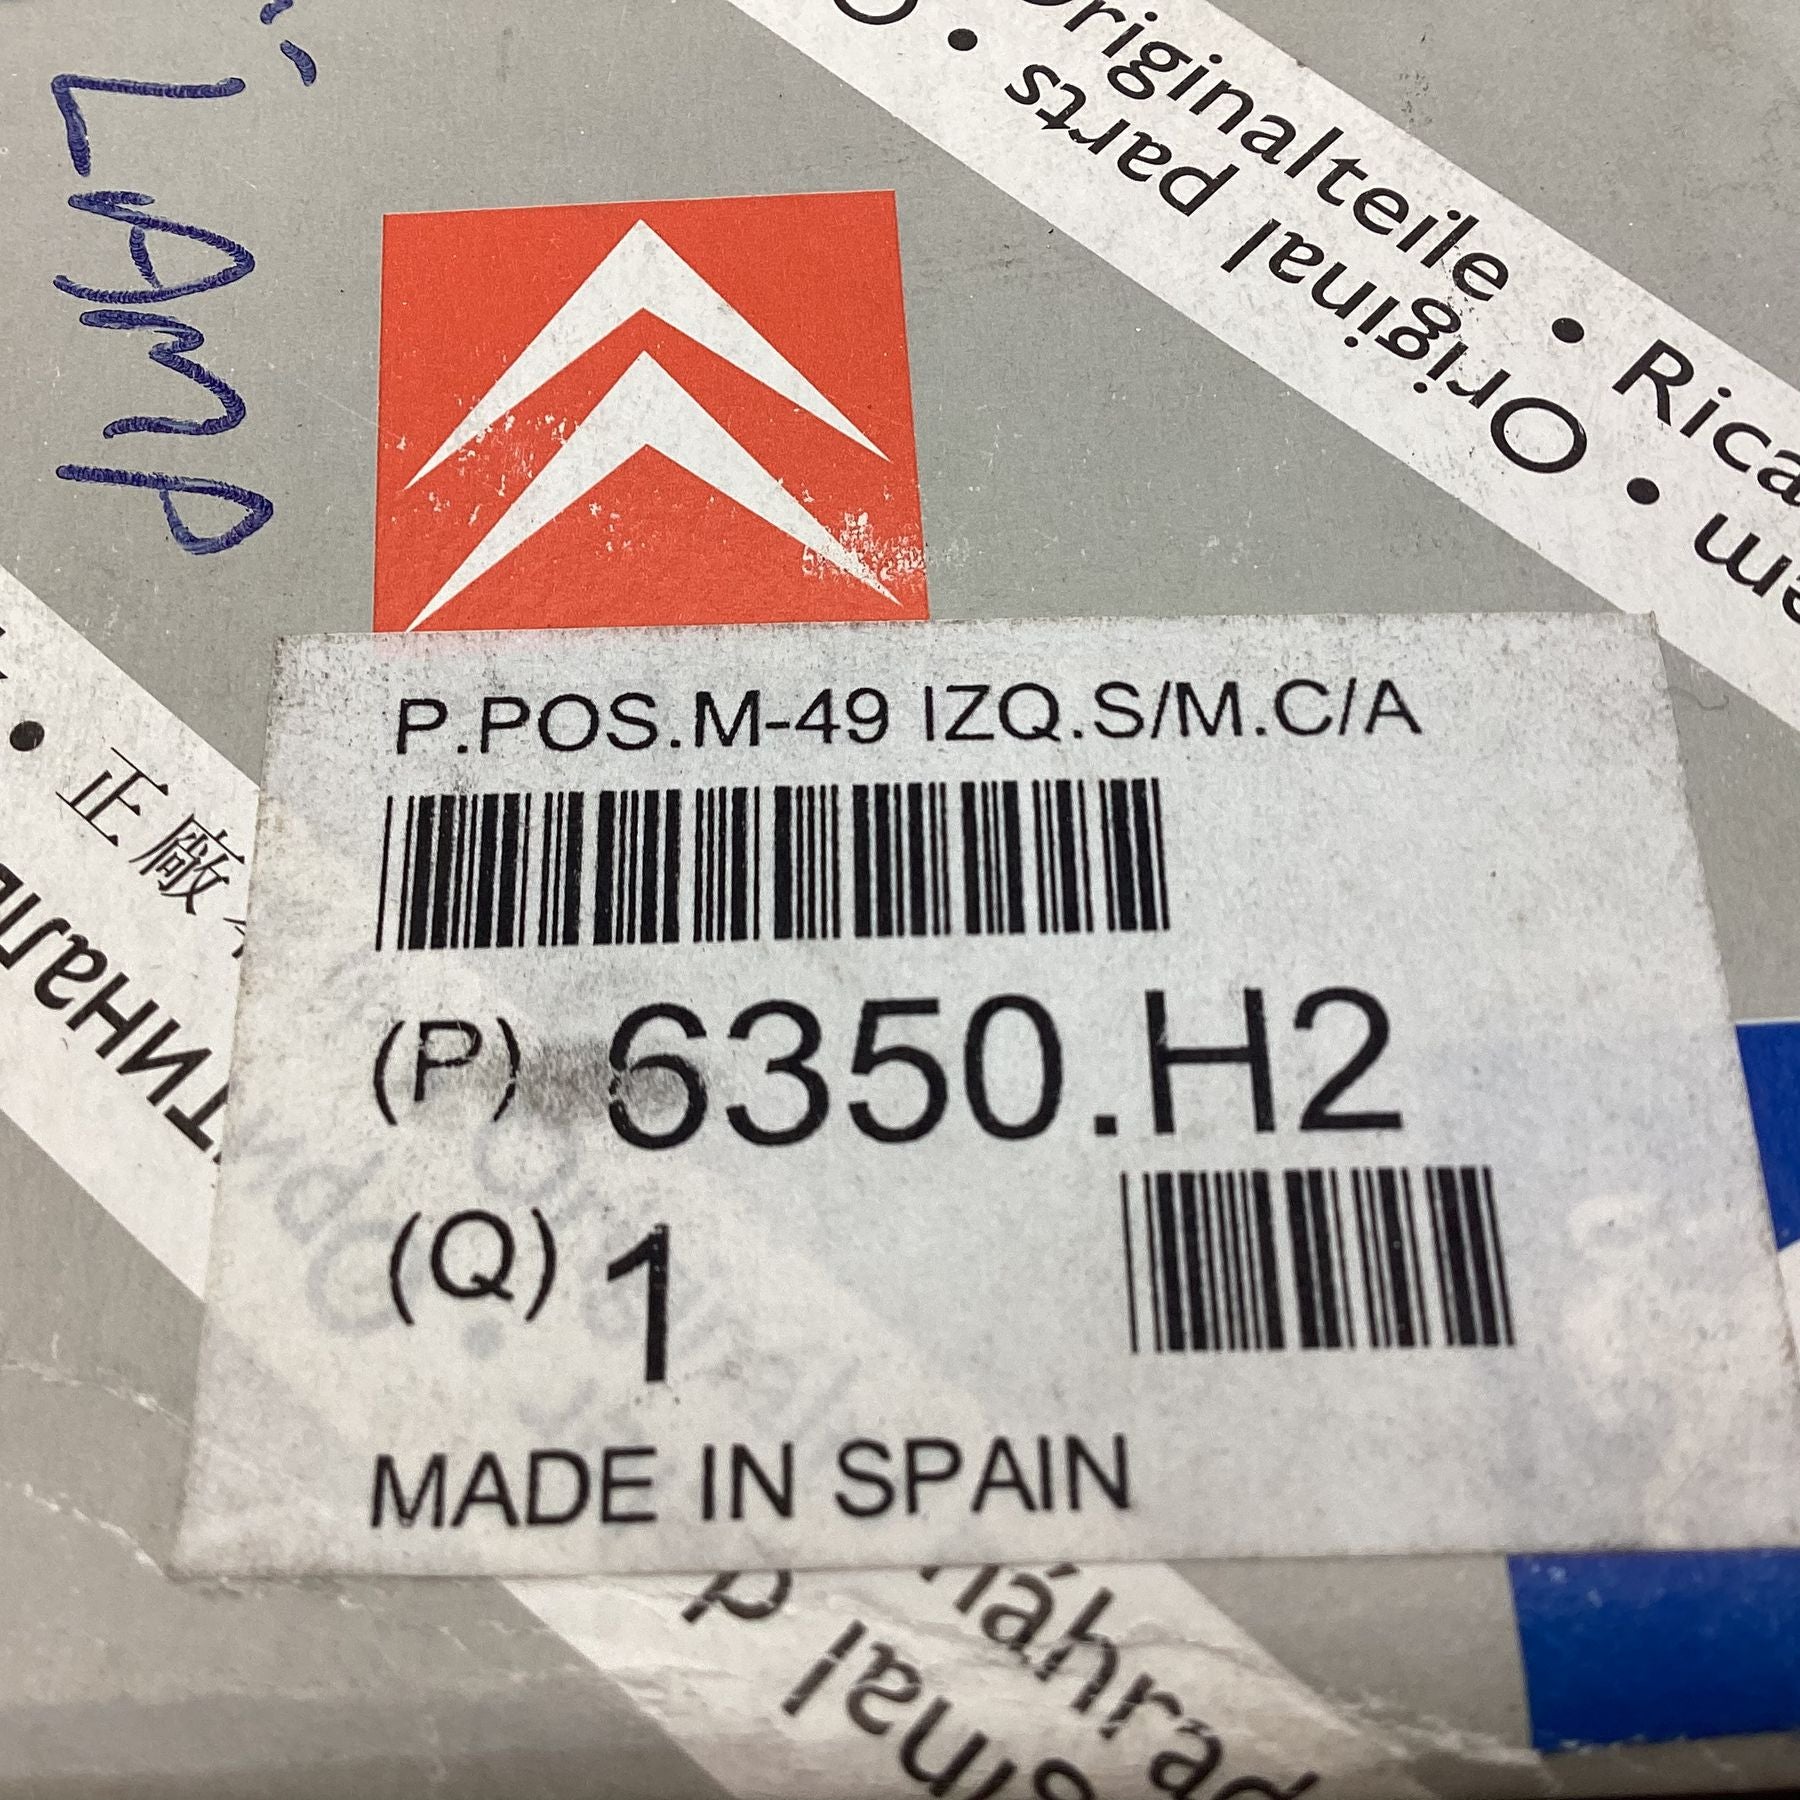 LAMP
Originalteile • Rica
Original parts •
P.POS.M-49 IZQ.S/M.C/A
正廠
(P) 6350.H2
(Q) 1
MADE IN SPAIN